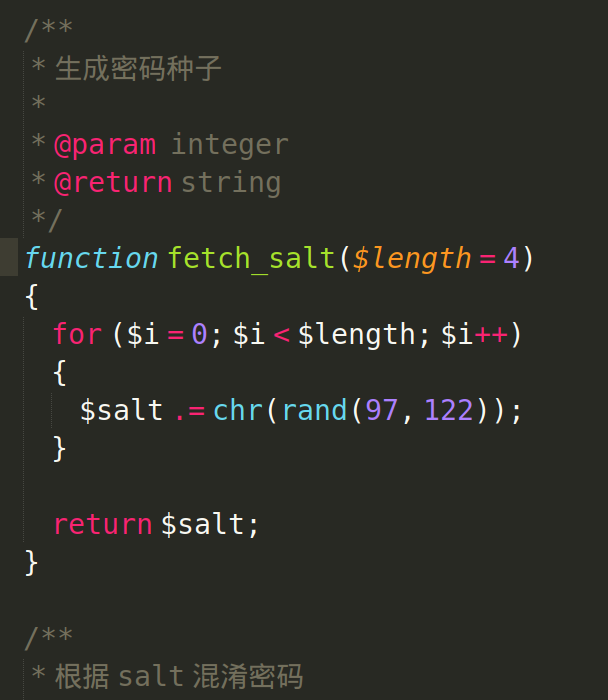 /**
* 生成密码种子
*
* @param integer
* @return string
*/
function fetch_salt($length = 4)
{
for ($i = 0; $i < $length; $i++)
{
$salt .= chr(rand(97, 122));
}
return $salt;
}
/**
* 根据 salt 混淆密码